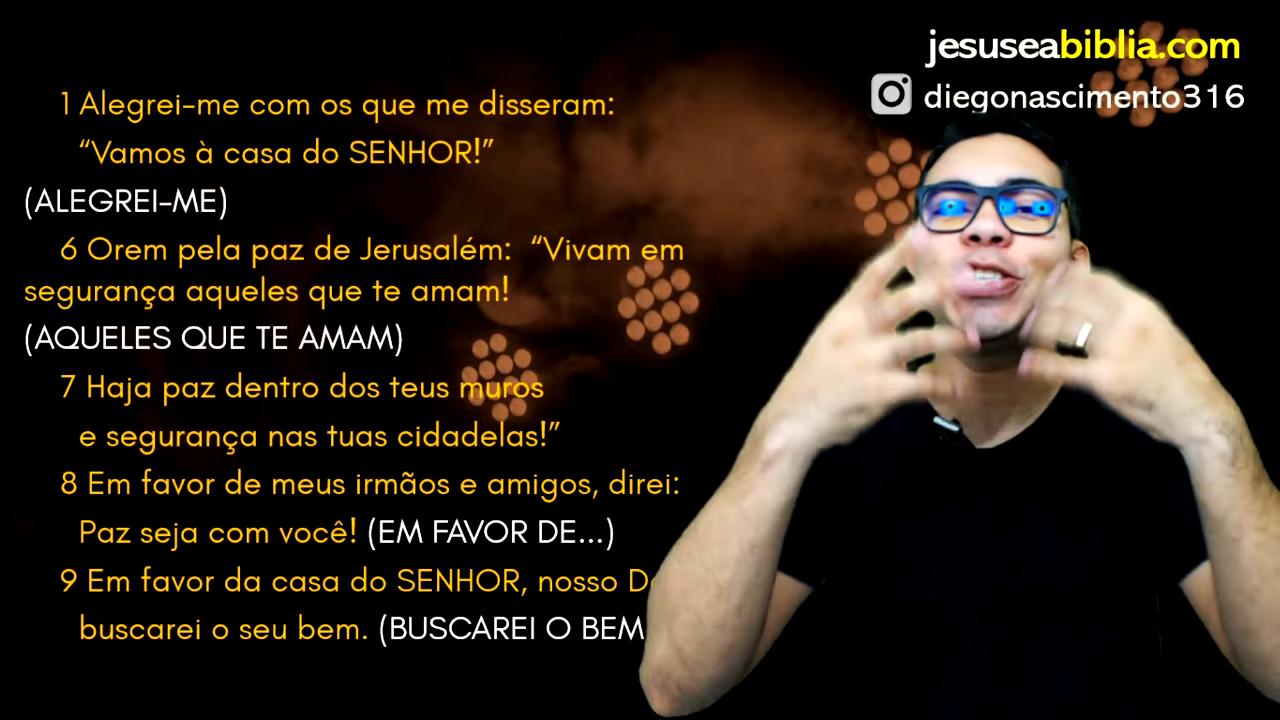 jesuseabiblia.com
diegonascimento316
1 Alegrei-me com os que me disseram:
“Vamos à casa do SENHOR!”
(ALEGREI-ME)
6 Orem pela paz de Jerusalém: “Vivam em
segurança aqueles que te amam!
(AQUELES QUE TE AMAM)
7 Haja paz dentro dos teus muros
e segurança nas tuas cidadelas!”
8 Em favor de meus irmãos e amigos, direi:
Paz seja com você! (EM FAVOR DE...)
9 Em favor da casa do SENHOR, nosso
buscarei o seu bem. (BUSCAREI O BEM